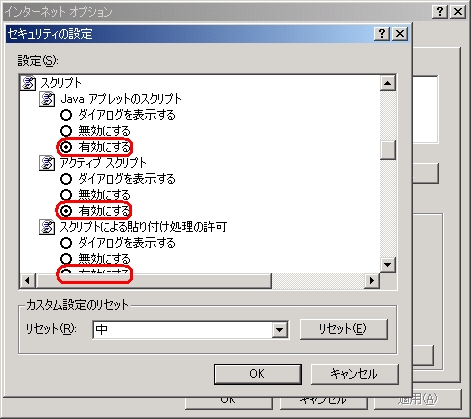 インターネット オプション
セキュリティの設定
設定(S):
スクリプト
Java アプレットのスクリプト
ダイアログを表示する
無効にする
有効にする
アクティブ スクリプト
ダイアログを表示する
無効にする
有効にする
スクリプトによる貼り付け処理の許可
ダイアログを表示する
無効にする
有効にする
カスタム設定のリセット
リセット(R):
中
リセット(E)
OK
キャンセル
OK
キャンセル
適用(A)